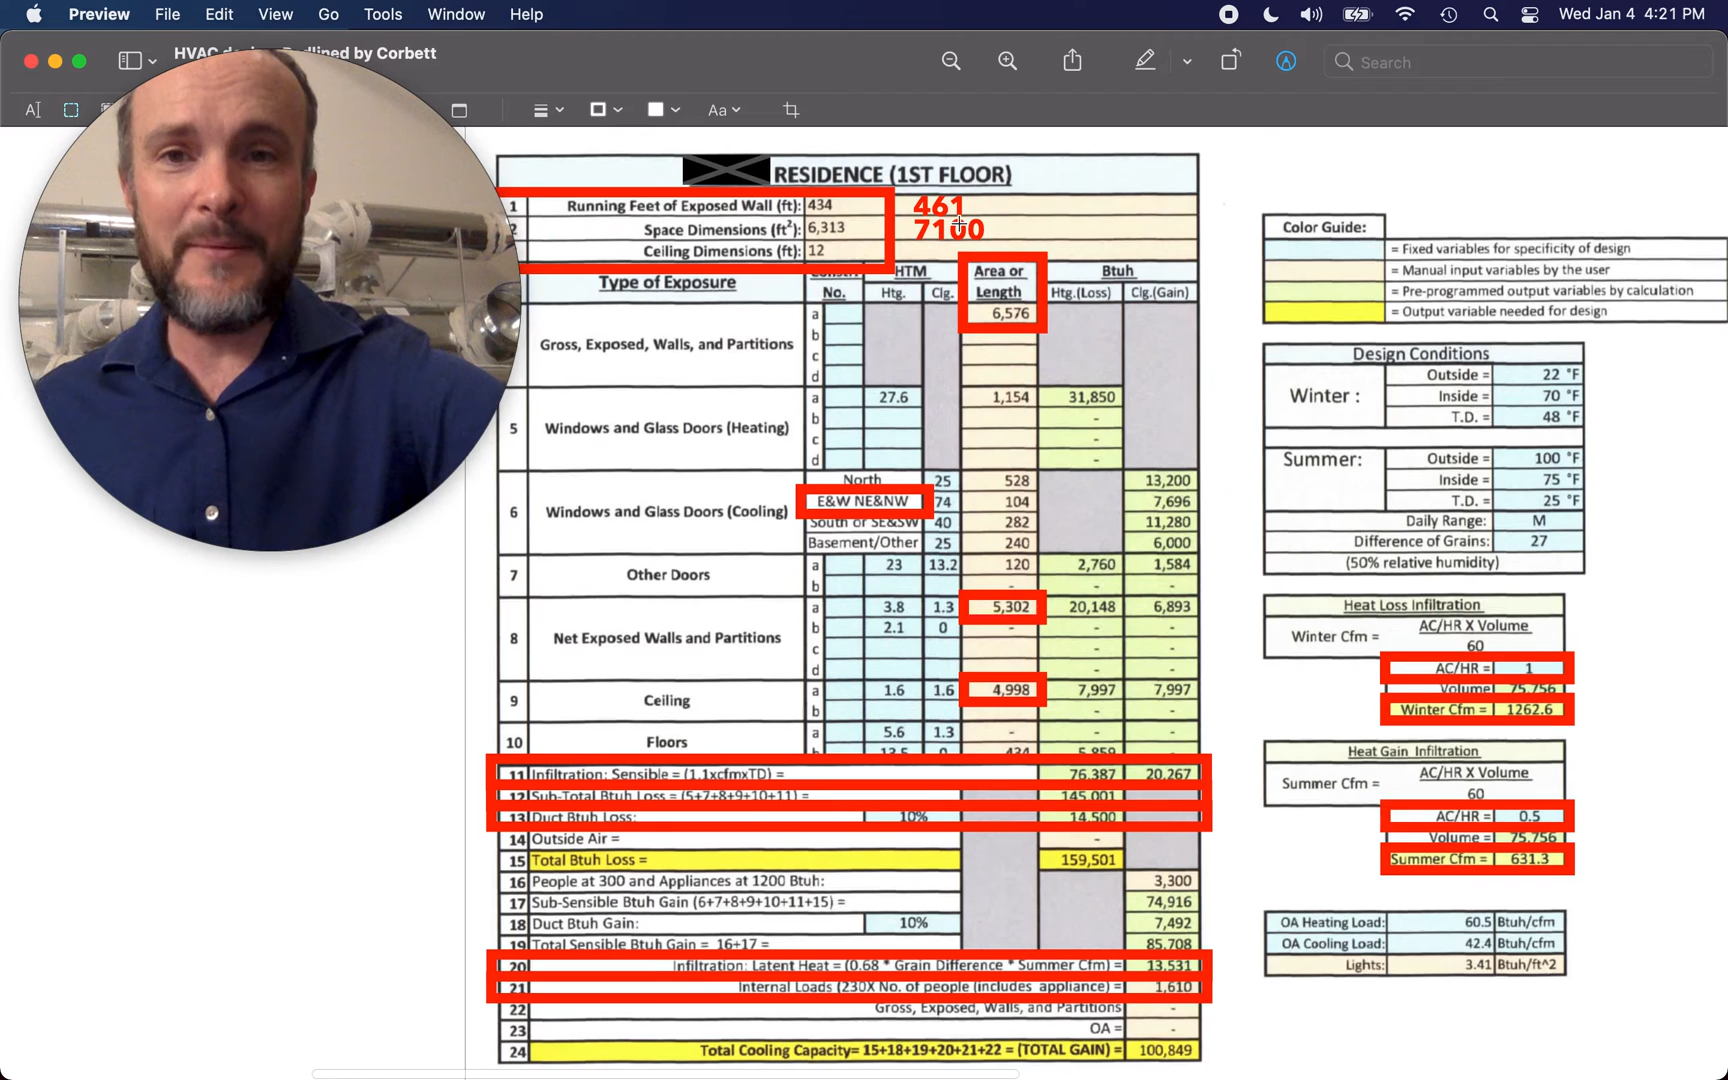 Preview File Edit View Go Tools Window Help Wed Jan 4 4:21 PM
HVAC by Corbett
Search
Aa
RESIDENCE (1ST FLOOR)
1 Running Feet of Exposed Wall (ft): 434 461
Space Dimensions (ft²): 6,313 7100
Ceiling Dimensions (ft): 12
Type of Exposure No. HTM Htg. Clg. Area or Length Btuh Htg.(Loss) Clg.(Gain)
Gross, Exposed, Walls, and Partitions
a 6,576
b
c
d
5 Windows and Glass Doors (Heating)
a 27.6 1,154 31,850
b -
c -
d -
6 Windows and Glass Doors (Cooling)
North 25 528 13,200
E&W NE&NW 74 104 7,696
South or SE&SW 40 282 11,280
Basement/Other 25 240 6,000
7 Other Doors
a 23 13.2 120 2,760 1,584
b - - -
8 Net Exposed Walls and Partitions
a 3.8 1.3 5,302 20,148 6,893
b 2.1 0 - - -
c - -
d - -
9 Ceiling
a 1.6 1.6 4,998 7,997 7,997
b - -
10 Floors
a 5.6 1.3 - - -
b 13.5 0 434 5,859 -
11 Infiltration: Sensible = (1.1xcfmxTD) = 76,387 20,267
12 Sub-Total Btuh Loss = (5+7+8+9+10+11) = 145,001
13 Duct Btuh Loss: 10% 14,500
14 Outside Air = -
15 Total Btuh Loss = 159,501
16 People at 300 and Appliances at 1200 Btuh: 3,300
17 Sub-Sensible Btuh Gain (6+7+8+9+10+11+15) = 74,916
18 Duct Btuh Gain: 10% 7,492
19 Total Sensible Btuh Gain = 16+17 = 85,708
20 Infiltration: Latent Heat = (0.68 * Grain Difference * Summer Cfm) = 13,531
21 Internal Loads (230X No. of people (includes appliance) = 1,610
22 Gross, Exposed, Walls, and Partitions -
23 OA = -
24 Total Cooling Capacity= 15+18+19+20+21+22 = (TOTAL GAIN) = 100,849
Color Guide:
= Fixed variables for specificity of design
= Manual input variables by the user
= Pre-programmed output variables by calculation
= Output variable needed for design
Design Conditions
Winter :
Outside = 22 °F
Inside = 70 °F
T.D. = 48 °F
Summer:
Outside = 100 °F
Inside = 75 °F
T.D. = 25 °F
Daily Range: M
Difference of Grains: 27
(50% relative humidity)
Heat Loss Infiltration
Winter Cfm = AC/HR X Volume
60
AC/HR = 1
Volume 75,756
Winter Cfm = 1262.6
Heat Gain Infiltration
Summer Cfm = AC/HR X Volume
60
AC/HR = 0.5
Volume = 75,756
Summer Cfm = 631.3
OA Heating Load: 60.5 Btuh/cfm
OA Cooling Load: 42.4 Btuh/cfm
Lights: 3.41 Btuh/ft^2